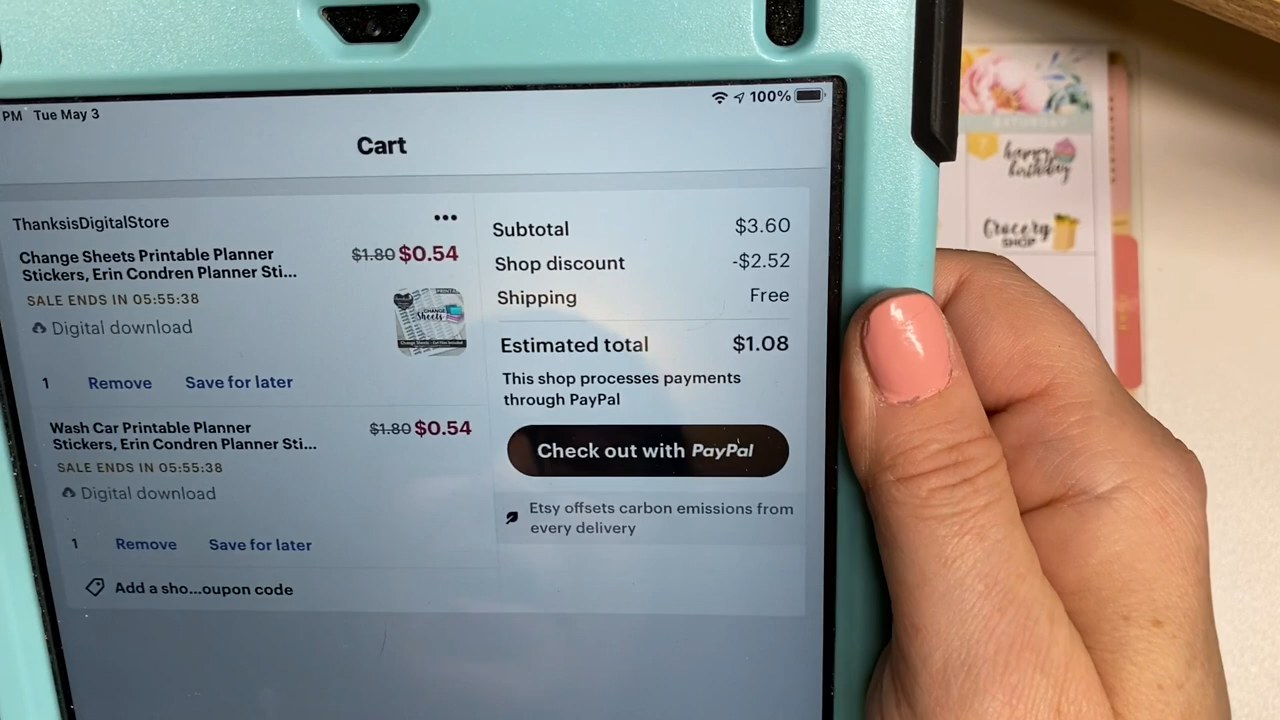 PM Tue May 3
100%
Cart
ThanksisDigitalStore
Change Sheets Printable Planner
Stickers, Erin Condren Planner Sti...
$1.80 $0.54
SALE ENDS IN 05:55:38
Digital download
CHANGE
Sheets
1 Remove Save for later
Wash Car Printable Planner
Stickers, Erin Condren Planner Sti...
$1.80 $0.54
SALE ENDS IN 05:55:38
Digital download
1 Remove Save for later
Add a sho...oupon code
Subtotal $3.60
Shop discount -$2.52
Shipping Free
Estimated total $1.08
This shop processes payments
through PayPal
Check out with PayPal
Etsy offsets carbon emissions from
every delivery
SATURDAY
happy
birthday
Grocery
SHOP